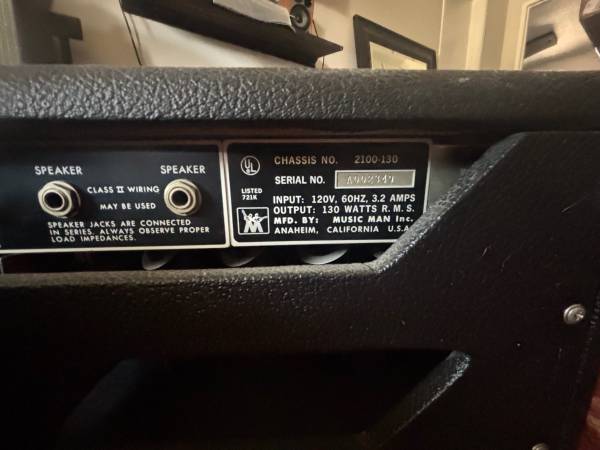 SPEAKER SPEAKER
CLASS II WIRING
MAY BE USED
SPEAKER JACKS ARE CONNECTED
IN SERIES. ALWAYS OBSERVE PROPER
LOAD IMPEDANCES.
UL
LISTED
721K
CHASSIS NO. 2100-130
SERIAL NO. A002349
INPUT: 120V, 60HZ, 3.2 AMPS
OUTPUT: 130 WATTS R.M.S.
MFD. BY: MUSIC MAN Inc.
ANAHEIM, CALIFORNIA U.S.A.